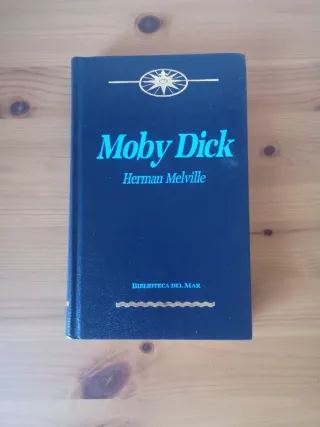 Moby Dick
Herman Melville
BIBLIOTECA DEL MAR